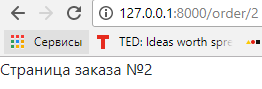 127.0.0.1:8000/order/2
Сервисы TED: Ideas worth spre
Страница заказа №2